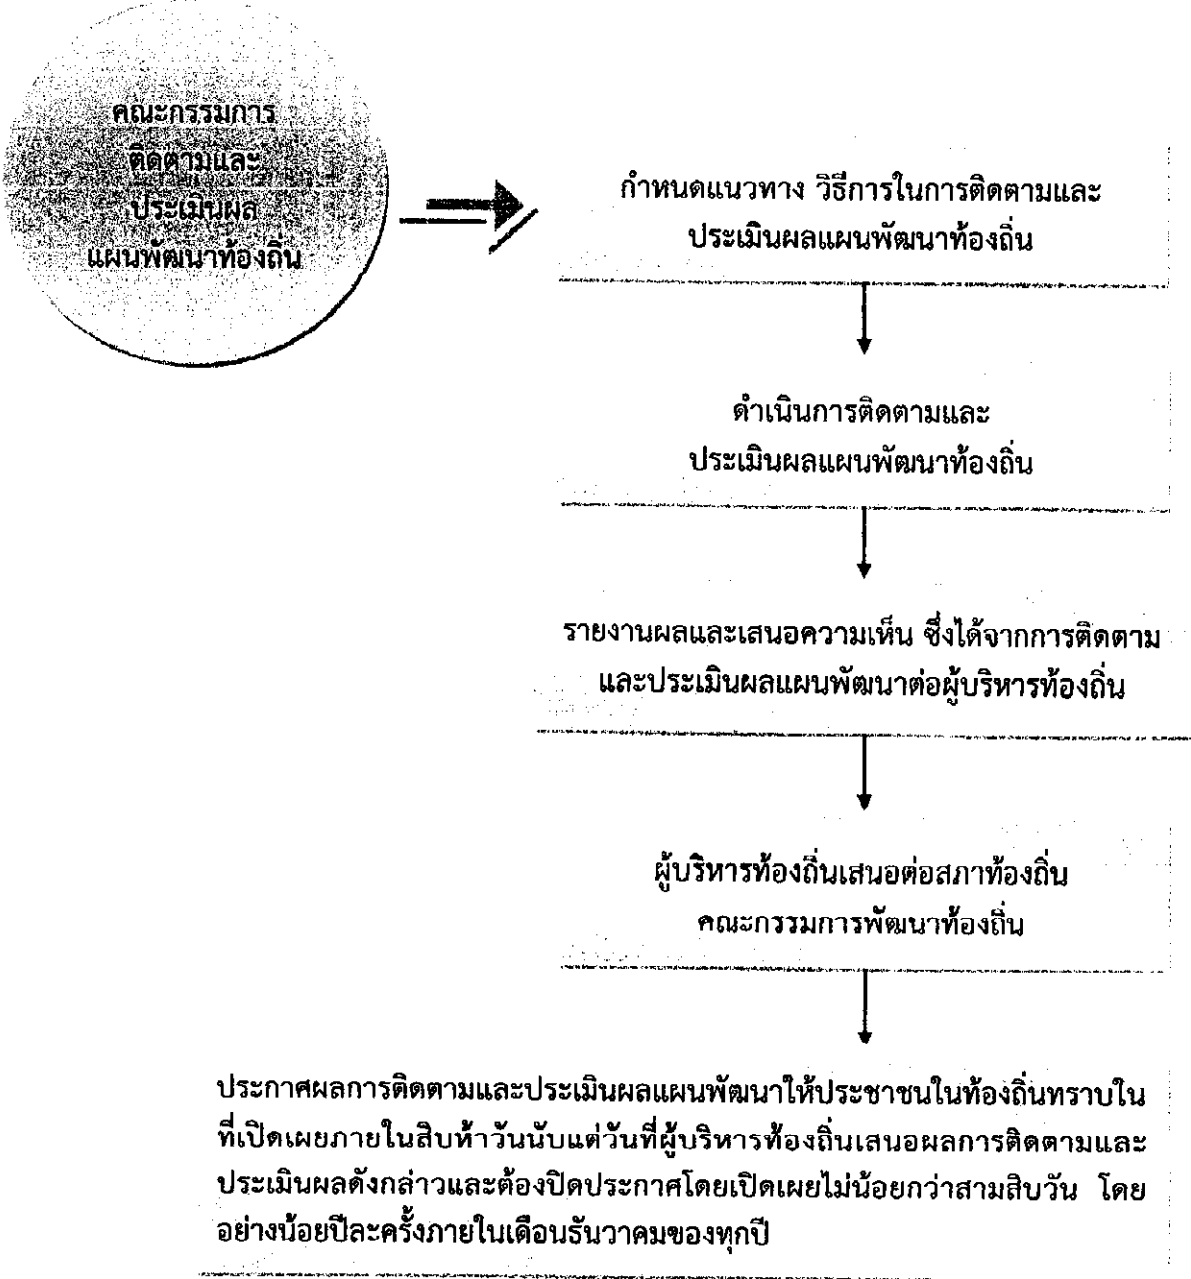 คณะกรรมการ
ติดตามและ
ประเมินผล
แผนพัฒนาท้องถิ่น
กำหนดแนวทาง วิธีการในการติดตามและ
ประเมินผลแผนพัฒนาท้องถิ่น
ดำเนินการติดตามและ
ประเมินผลแผนพัฒนาท้องถิ่น
รายงานผลและเสนอความเห็น ซึ่งได้จากการติดตาม
และประเมินผลแผนพัฒนาต่อผู้บริหารท้องถิ่น
ผู้บริหารท้องถิ่นเสนอต่อสภาท้องถิ่น
คณะกรรมการพัฒนาท้องถิ่น
ประกาศผลการติดตามและประเมินผลแผนพัฒนาให้ประชาชนในท้องถิ่นทราบใน
ที่เปิดเผยภายในสิบห้าวันนับแต่วันที่ผู้บริหารท้องถิ่นเสนอผลการติดตามและ
ประเมินผลดังกล่าวและต้องปิดประกาศโดยเปิดเผยไม่น้อยกว่าสามสิบวัน โดย
อย่างน้อยปีละครั้งภายในเดือนธันวาคมของทุกปี